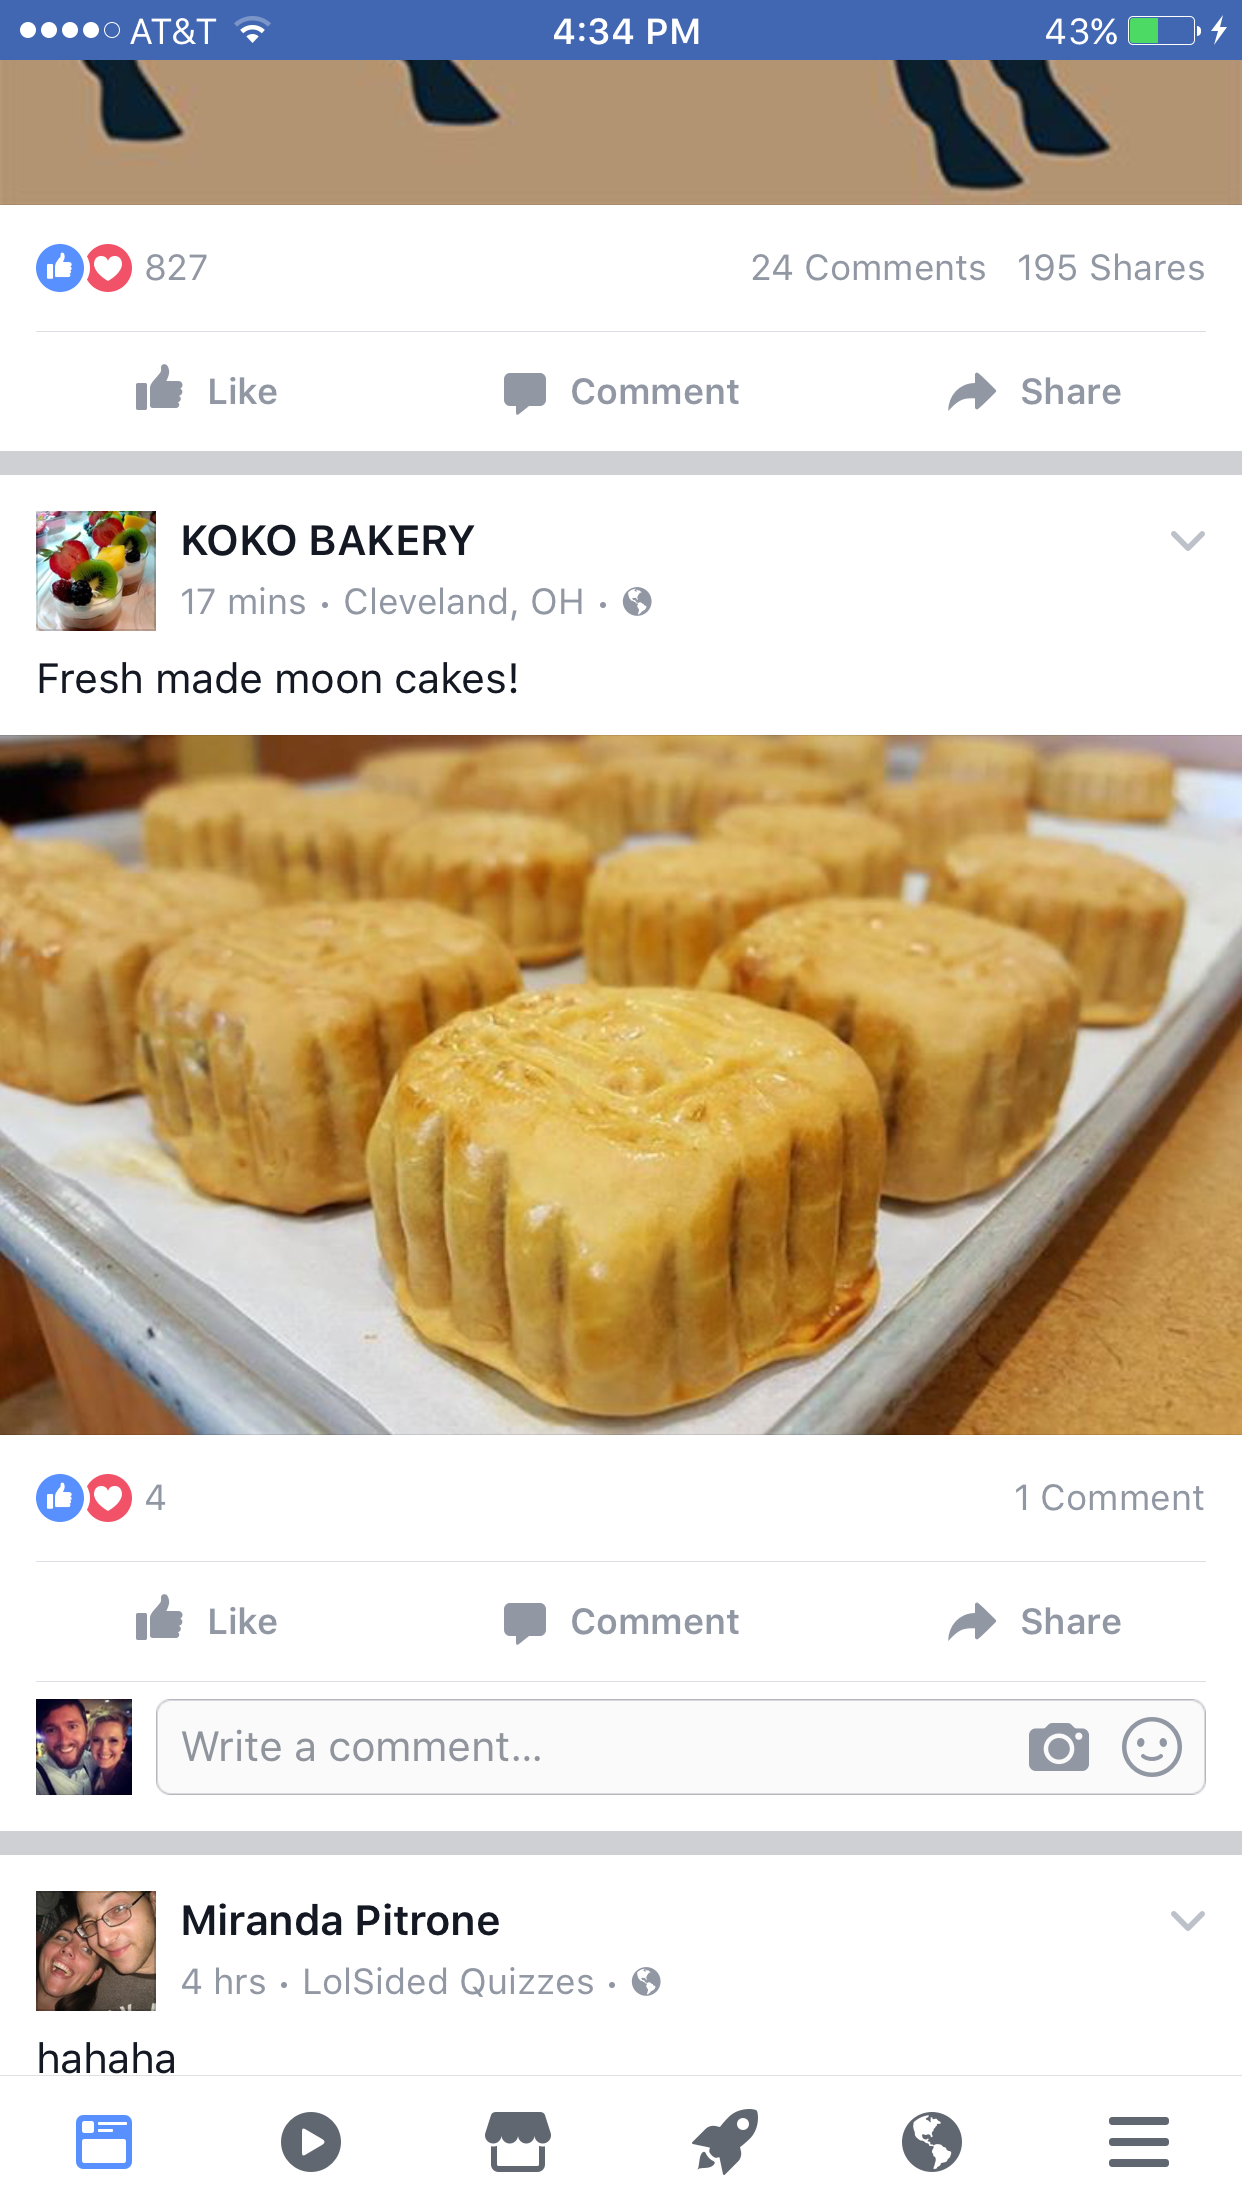 AT&T 4:34 PM 43%
827 24 Comments 195 Shares
Like Comment Share
KOKO BAKERY
17 mins · Cleveland, OH ·
Fresh made moon cakes!
4 1 Comment
Like Comment Share
Write a comment...
Miranda Pitrone
4 hrs · LolSided Quizzes ·
hahaha